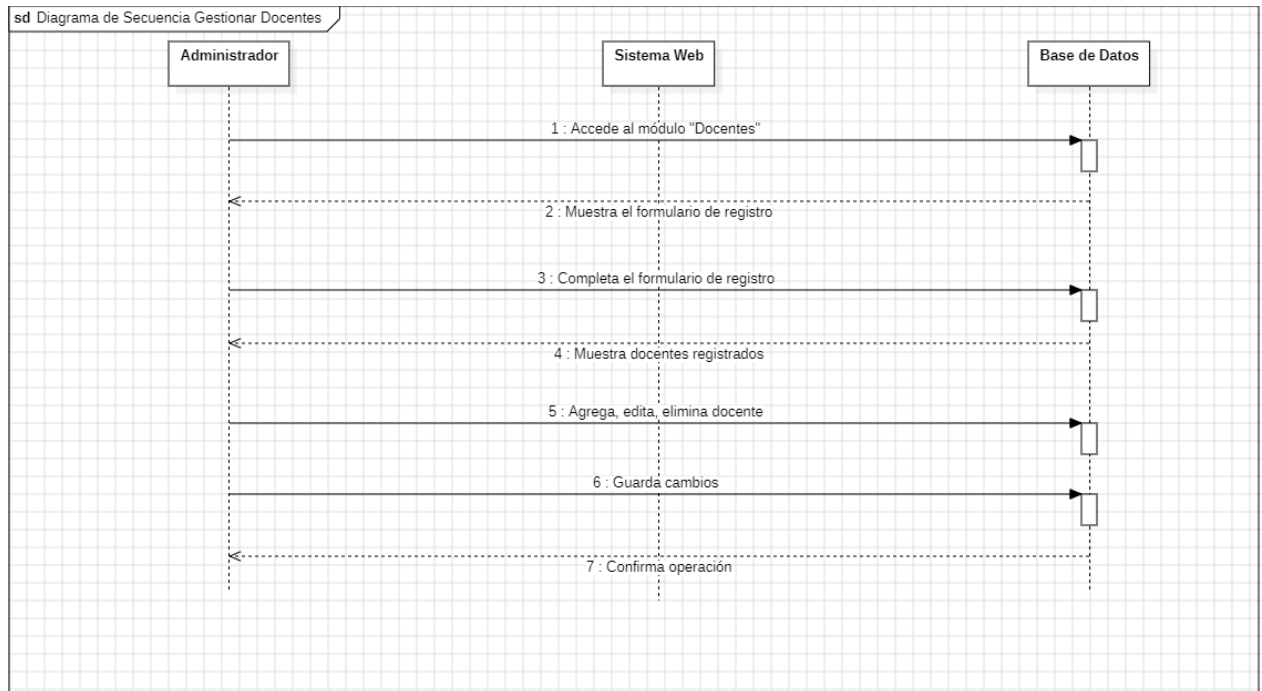 sd Diagrama de Secuencia Gestionar Docentes
Administrador
Sistema Web
Base de Datos
1 : Accede al módulo "Docentes"
2 : Muestra el formulario de registro
3 : Completa el formulario de registro
4 : Muestra docentes registrados
5 : Agrega, edita, elimina docente
6 : Guarda cambios
7 : Confirma operación